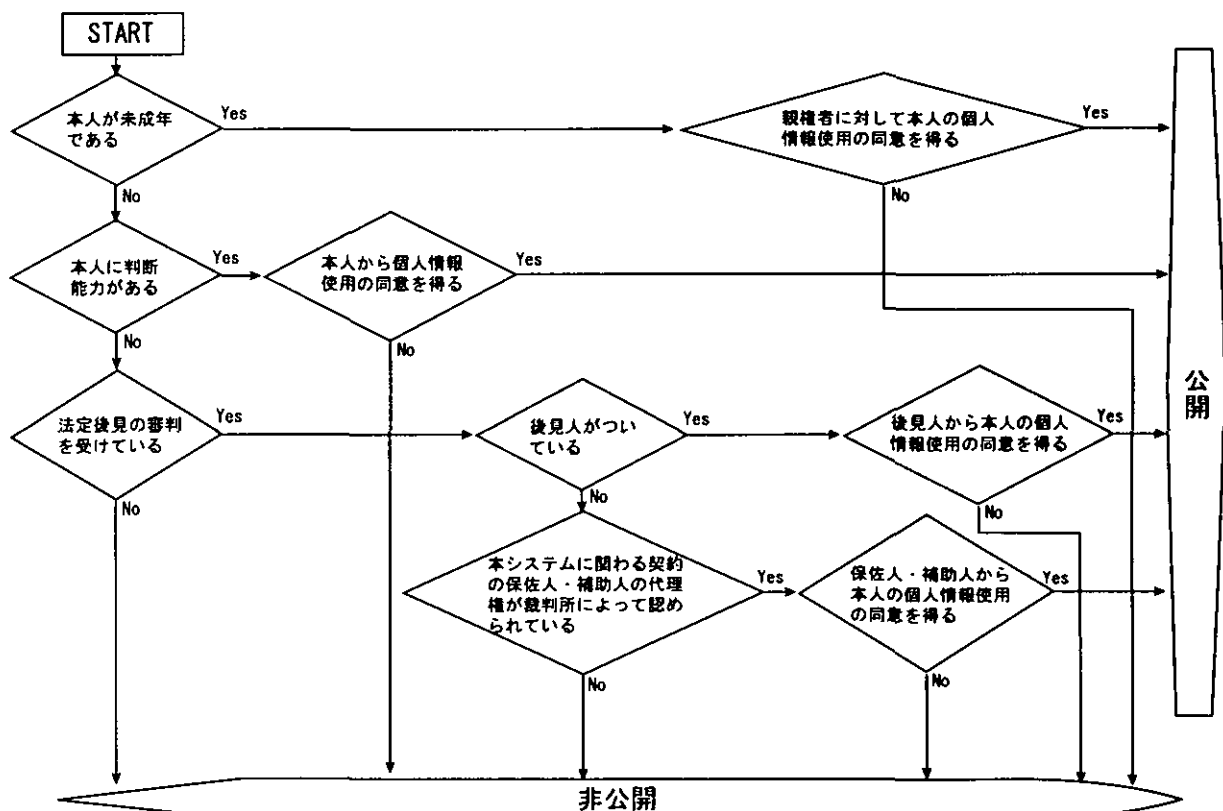 START
本人が未成年
である
Yes
No
親権者に対して本人の個人
情報使用の同意を得る
Yes
No
本人に判断
能力がある
Yes
No
本人から個人情報
使用の同意を得る
Yes
No
法定後見の審判
を受けている
Yes
No
後見人がつい
ている
Yes
No
後見人から本人の個人
情報使用の同意を得る
Yes
No
本システムに関わる契約
の保佐人・補助人の代理
権が裁判所によって認め
られている
Yes
No
保佐人・補助人から
本人の個人情報使用
の同意を得る
Yes
No
公開
非公開